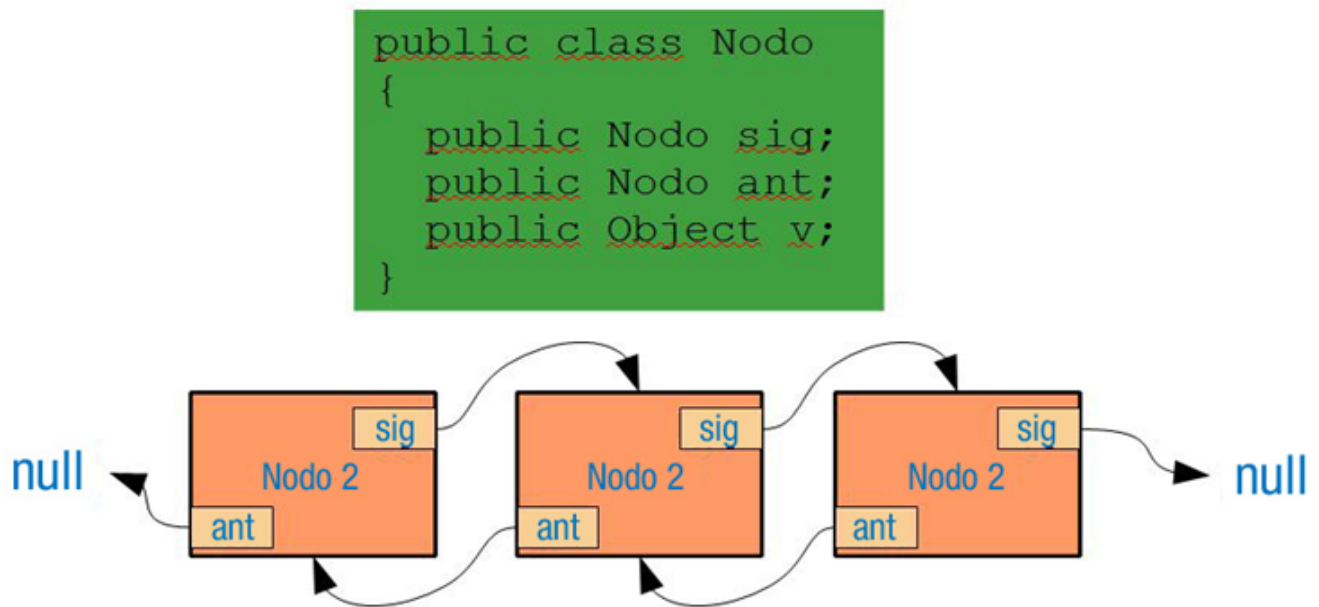 public class Nodo
{
public Nodo sig;
public Nodo ant;
public Object v;
}
sig sig sig
null Nodo 2 Nodo 2 Nodo 2 null
ant ant ant